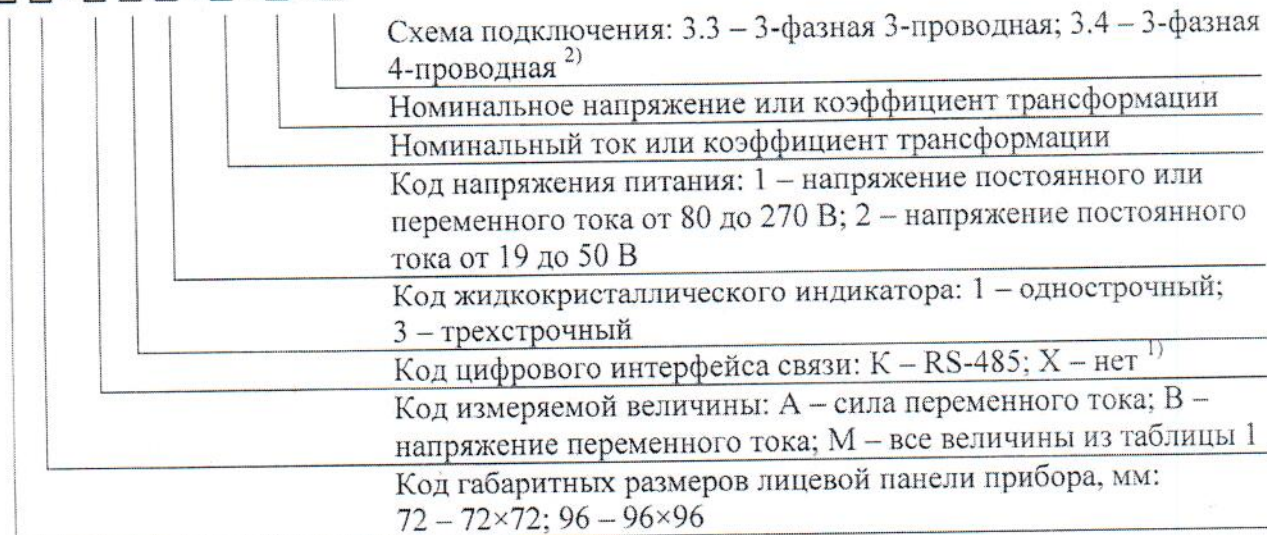 Схема подключения: 3.3 – 3-фазная 3-проводная; 3.4 – 3-фазная
4-проводная ²⁾
Номинальное напряжение или коэффициент трансформации
Номинальный ток или коэффициент трансформации
Код напряжения питания: 1 – напряжение постоянного или
переменного тока от 80 до 270 В; 2 – напряжение постоянного
тока от 19 до 50 В
Код жидкокристаллического индикатора: 1 – однострочный;
3 – трехстрочный
Код цифрового интерфейса связи: К – RS-485; Х – нет ¹⁾
Код измеряемой величины: А – сила переменного тока; В –
напряжение переменного тока; М – все величины из таблицы 1
Код габаритных размеров лицевой панели прибора, мм:
72 – 72×72; 96 – 96×96